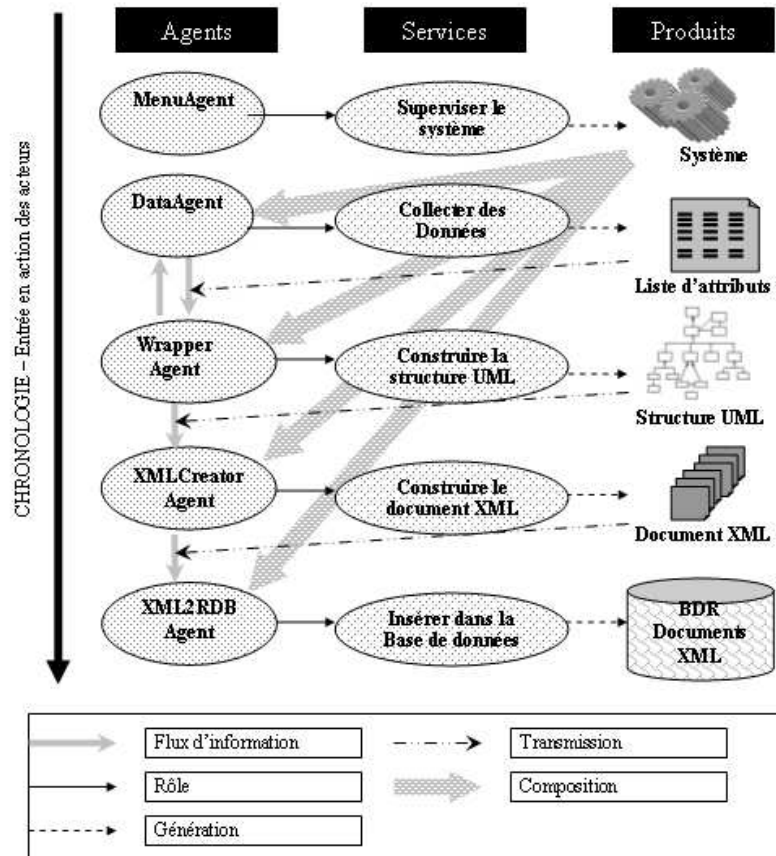 Agents
Services
Produits
CHRONOLOGIE – Entrée en action des acteurs
MenuAgent
Superviser le
système
Système
DataAgent
Collecter des
Données
Liste d'attributs
Wrapper
Agent
Construire la
structure UML
Structure UML
XMLCreator
Agent
Construire le
document XML
Document XML
XML2RDB
Agent
Insérer dans la
Base de données
BDR
Documents
XML
Flux d'information
Transmission
Rôle
Composition
Génération